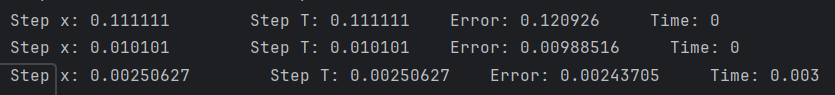 Step x: 0.111111 Step T: 0.111111 Error: 0.120926 Time: 0
Step x: 0.010101 Step T: 0.010101 Error: 0.00988516 Time: 0
Step x: 0.00250627 Step T: 0.00250627 Error: 0.00243705 Time: 0.003